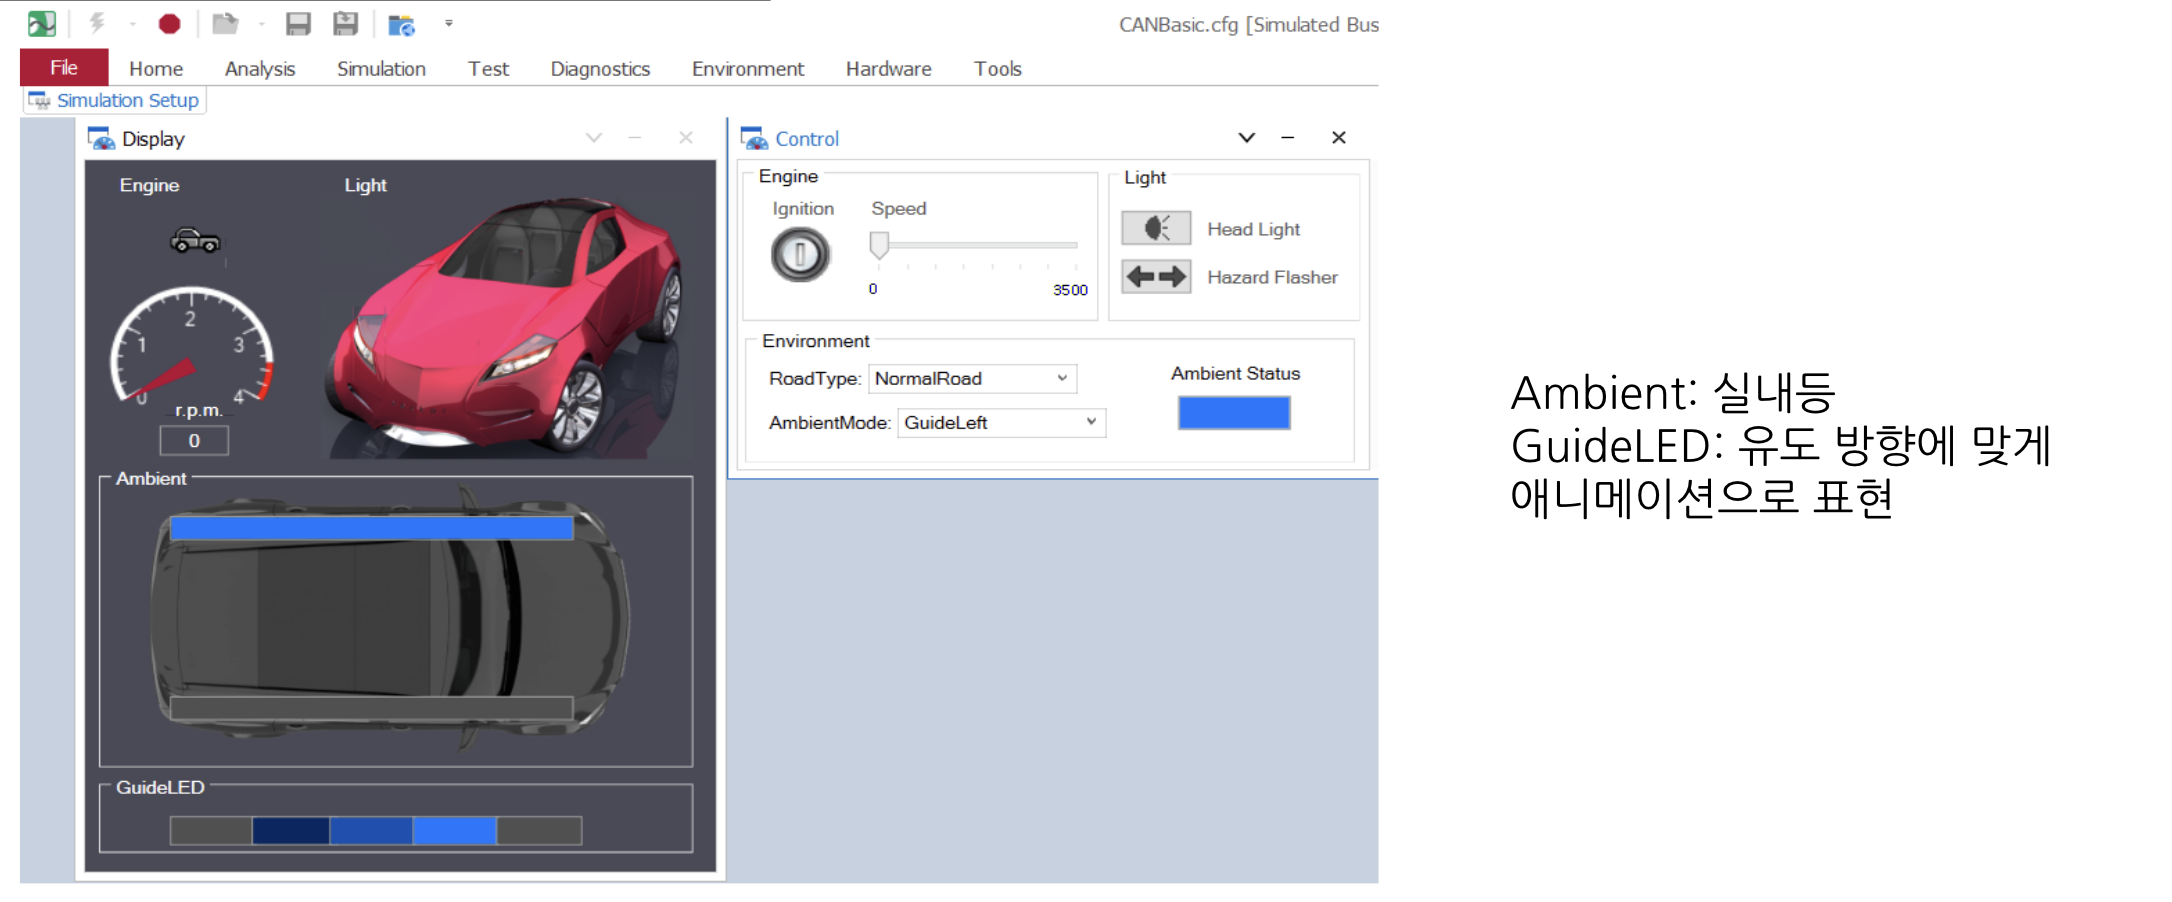 CANBasic.cfg [Simulated Bus
File Home Analysis Simulation Test Diagnostics Environment Hardware Tools
Simulation Setup
Display
Engine Light
0 1 2 3 4
r.p.m.
0
Ambient
GuideLED
Control
Engine
Ignition Speed
0 3500
Light
Head Light
Hazard Flasher
Environment
RoadType: NormalRoad
AmbientMode: GuideLeft
Ambient Status
Ambient: 실내등
GuideLED: 유도 방향에 맞게
애니메이션으로 표현